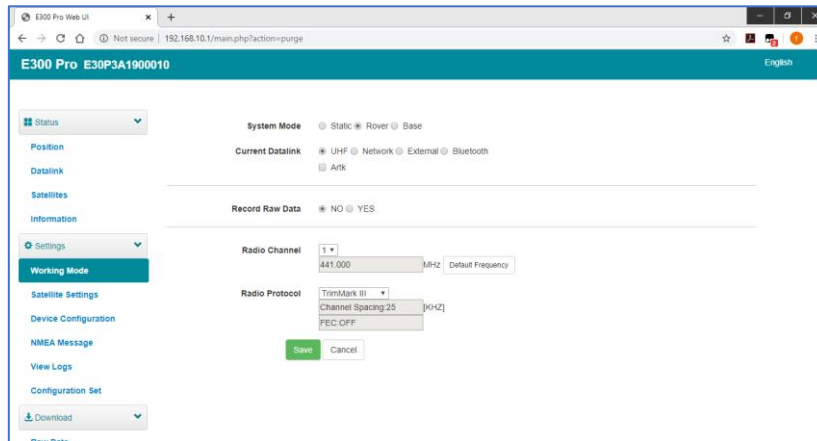 E300 Pro Web UI
Not secure | 192.168.10.1/main.php?action=purge
E300 Pro E30P3A1900010
English
Status
Position
Datalink
Satellites
Information
Settings
Working Mode
Satellite Settings
Device Configuration
NMEA Message
View Logs
Configuration Set
Download
Raw Data
System Mode Static Rover Base
Current Datalink UHF Network External Bluetooth
Artk
Record Raw Data NO YES
Radio Channel 1
441.000 MHz Default Frequency
Radio Protocol TrimMark III
Channel Spacing:25 [KHZ]
FEC:OFF
Save Cancel